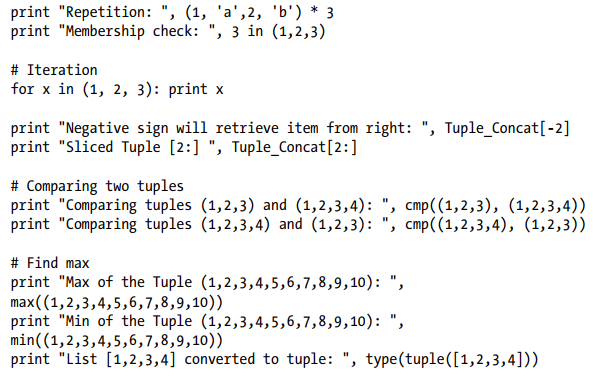 print "Repetition: ", (1, 'a',2, 'b') * 3
print "Membership check: ", 3 in (1,2,3)
# Iteration
for x in (1, 2, 3): print x
print "Negative sign will retrieve item from right: ", Tuple_Concat[-2]
print "Sliced Tuple [2:] ", Tuple_Concat[2:]
# Comparing two tuples
print "Comparing tuples (1,2,3) and (1,2,3,4): ", cmp((1,2,3), (1,2,3,4))
print "Comparing tuples (1,2,3,4) and (1,2,3): ", cmp((1,2,3,4), (1,2,3))
# Find max
print "Max of the Tuple (1,2,3,4,5,6,7,8,9,10): ",
max((1,2,3,4,5,6,7,8,9,10))
print "Min of the Tuple (1,2,3,4,5,6,7,8,9,10): ",
min((1,2,3,4,5,6,7,8,9,10))
print "List [1,2,3,4] converted to tuple: ", type(tuple([1,2,3,4]))